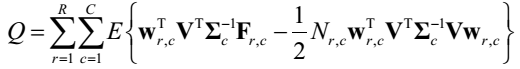 $Q = \sum_{r=1}^{R} \sum_{c=1}^{C} E\left\{ \mathbf{w}_{r,c}^{\mathrm{T}} \mathbf{V}^{\mathrm{T}} \mathbf{\Sigma}_{c}^{-1} \mathbf{F}_{r,c} - \frac{1}{2} N_{r,c} \mathbf{w}_{r,c}^{\mathrm{T}} \mathbf{V}^{\mathrm{T}} \mathbf{\Sigma}_{c}^{-1} \mathbf{V} \mathbf{w}_{r,c} \right\}$